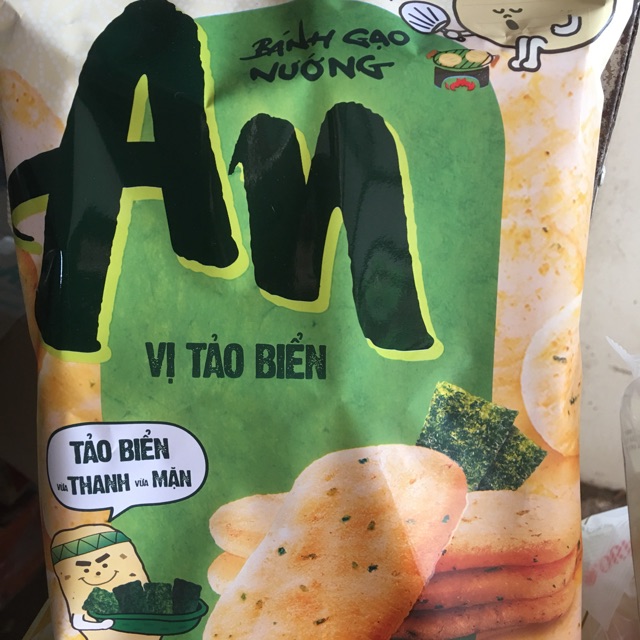 BÁNH GẠO
NƯỚNG
An
VỊ TẢO BIỂN
TẢO BIỂN
vừa THANH vừa MẶN